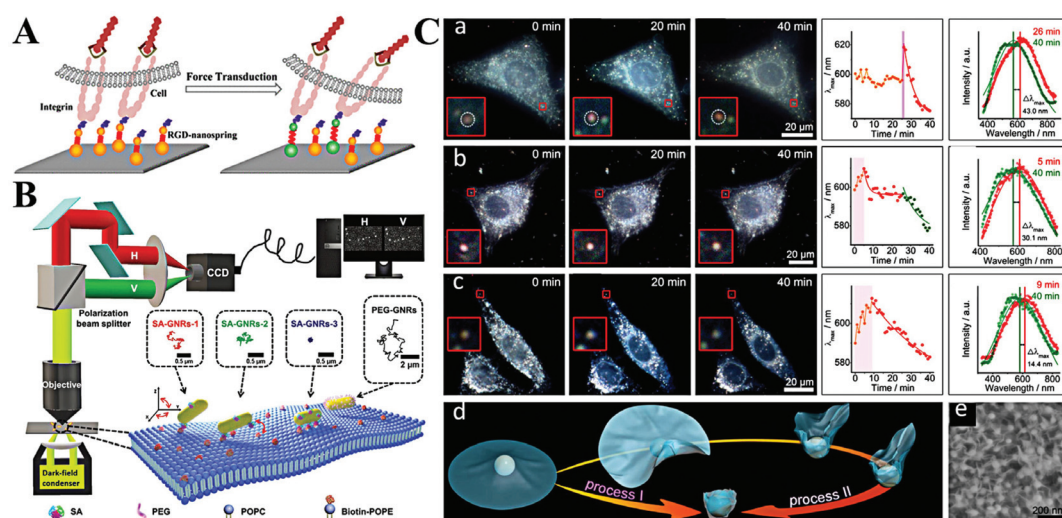 A
Force Transduction
Integrin
Cell
RGD-nanospring
B
H
V
CCD
H V
Polarization
beam splitter
Objective
Dark-field
condenser
SA-GNRs-1
0.5 μm
SA-GNRs-2
0.5 μm
SA-GNRs-3
0.5 μm
PEG-GNRs
2 μm
SA
PEG
POPC
Biotin-POPE
C
a
0 min
20 min
40 min
20 μm
λmax / nm
620
600
580
0 10 20 30 40
Time / min
Intensity / a.u.
26 min
40 min
Δλmax
43.0 nm
400 600 800
Wavelength / nm
b
0 min
20 min
40 min
20 μm
λmax / nm
600
580
0 10 20 30 40
Time / min
Intensity / a.u.
5 min
40 min
Δλmax
30.1 nm
400 600 800
Wavelength / nm
c
0 min
20 min
40 min
20 μm
λmax / nm
600
580
0 10 20 30 40
Time / min
Intensity / a.u.
9 min
40 min
Δλmax
14.4 nm
400 600 800
Wavelength / nm
d
process I
process II
e
200 nm